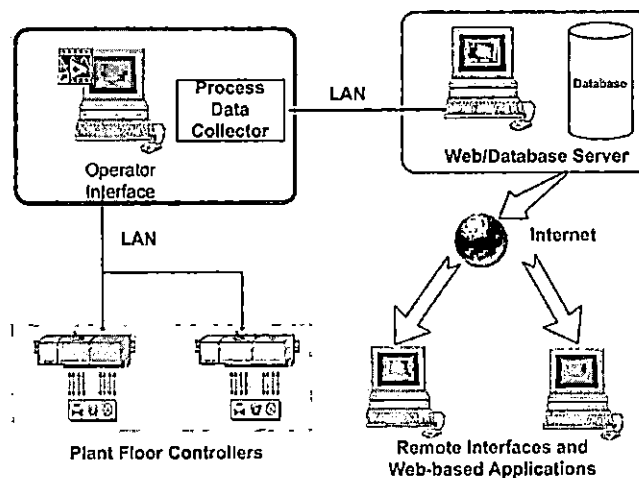 Process
Data
Collector
Operator
Interface
LAN
Database
Web/Database Server
LAN
Internet
Plant Floor Controllers
Remote Interfaces and
Web-based Applications